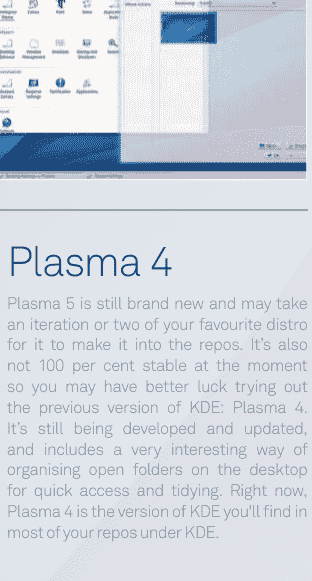 Plasma 4
Plasma 5 is still brand new and may take
an iteration or two of your favourite distro
for it to make it into the repos. It's also
not 100 per cent stable at the moment
so you may have better luck trying out
the previous version of KDE: Plasma 4.
It's still being developed and updated,
and includes a very interesting way of
organising open folders on the desktop
for quick access and tidying. Right now,
Plasma 4 is the version of KDE you'll find in
most of your repos under KDE.